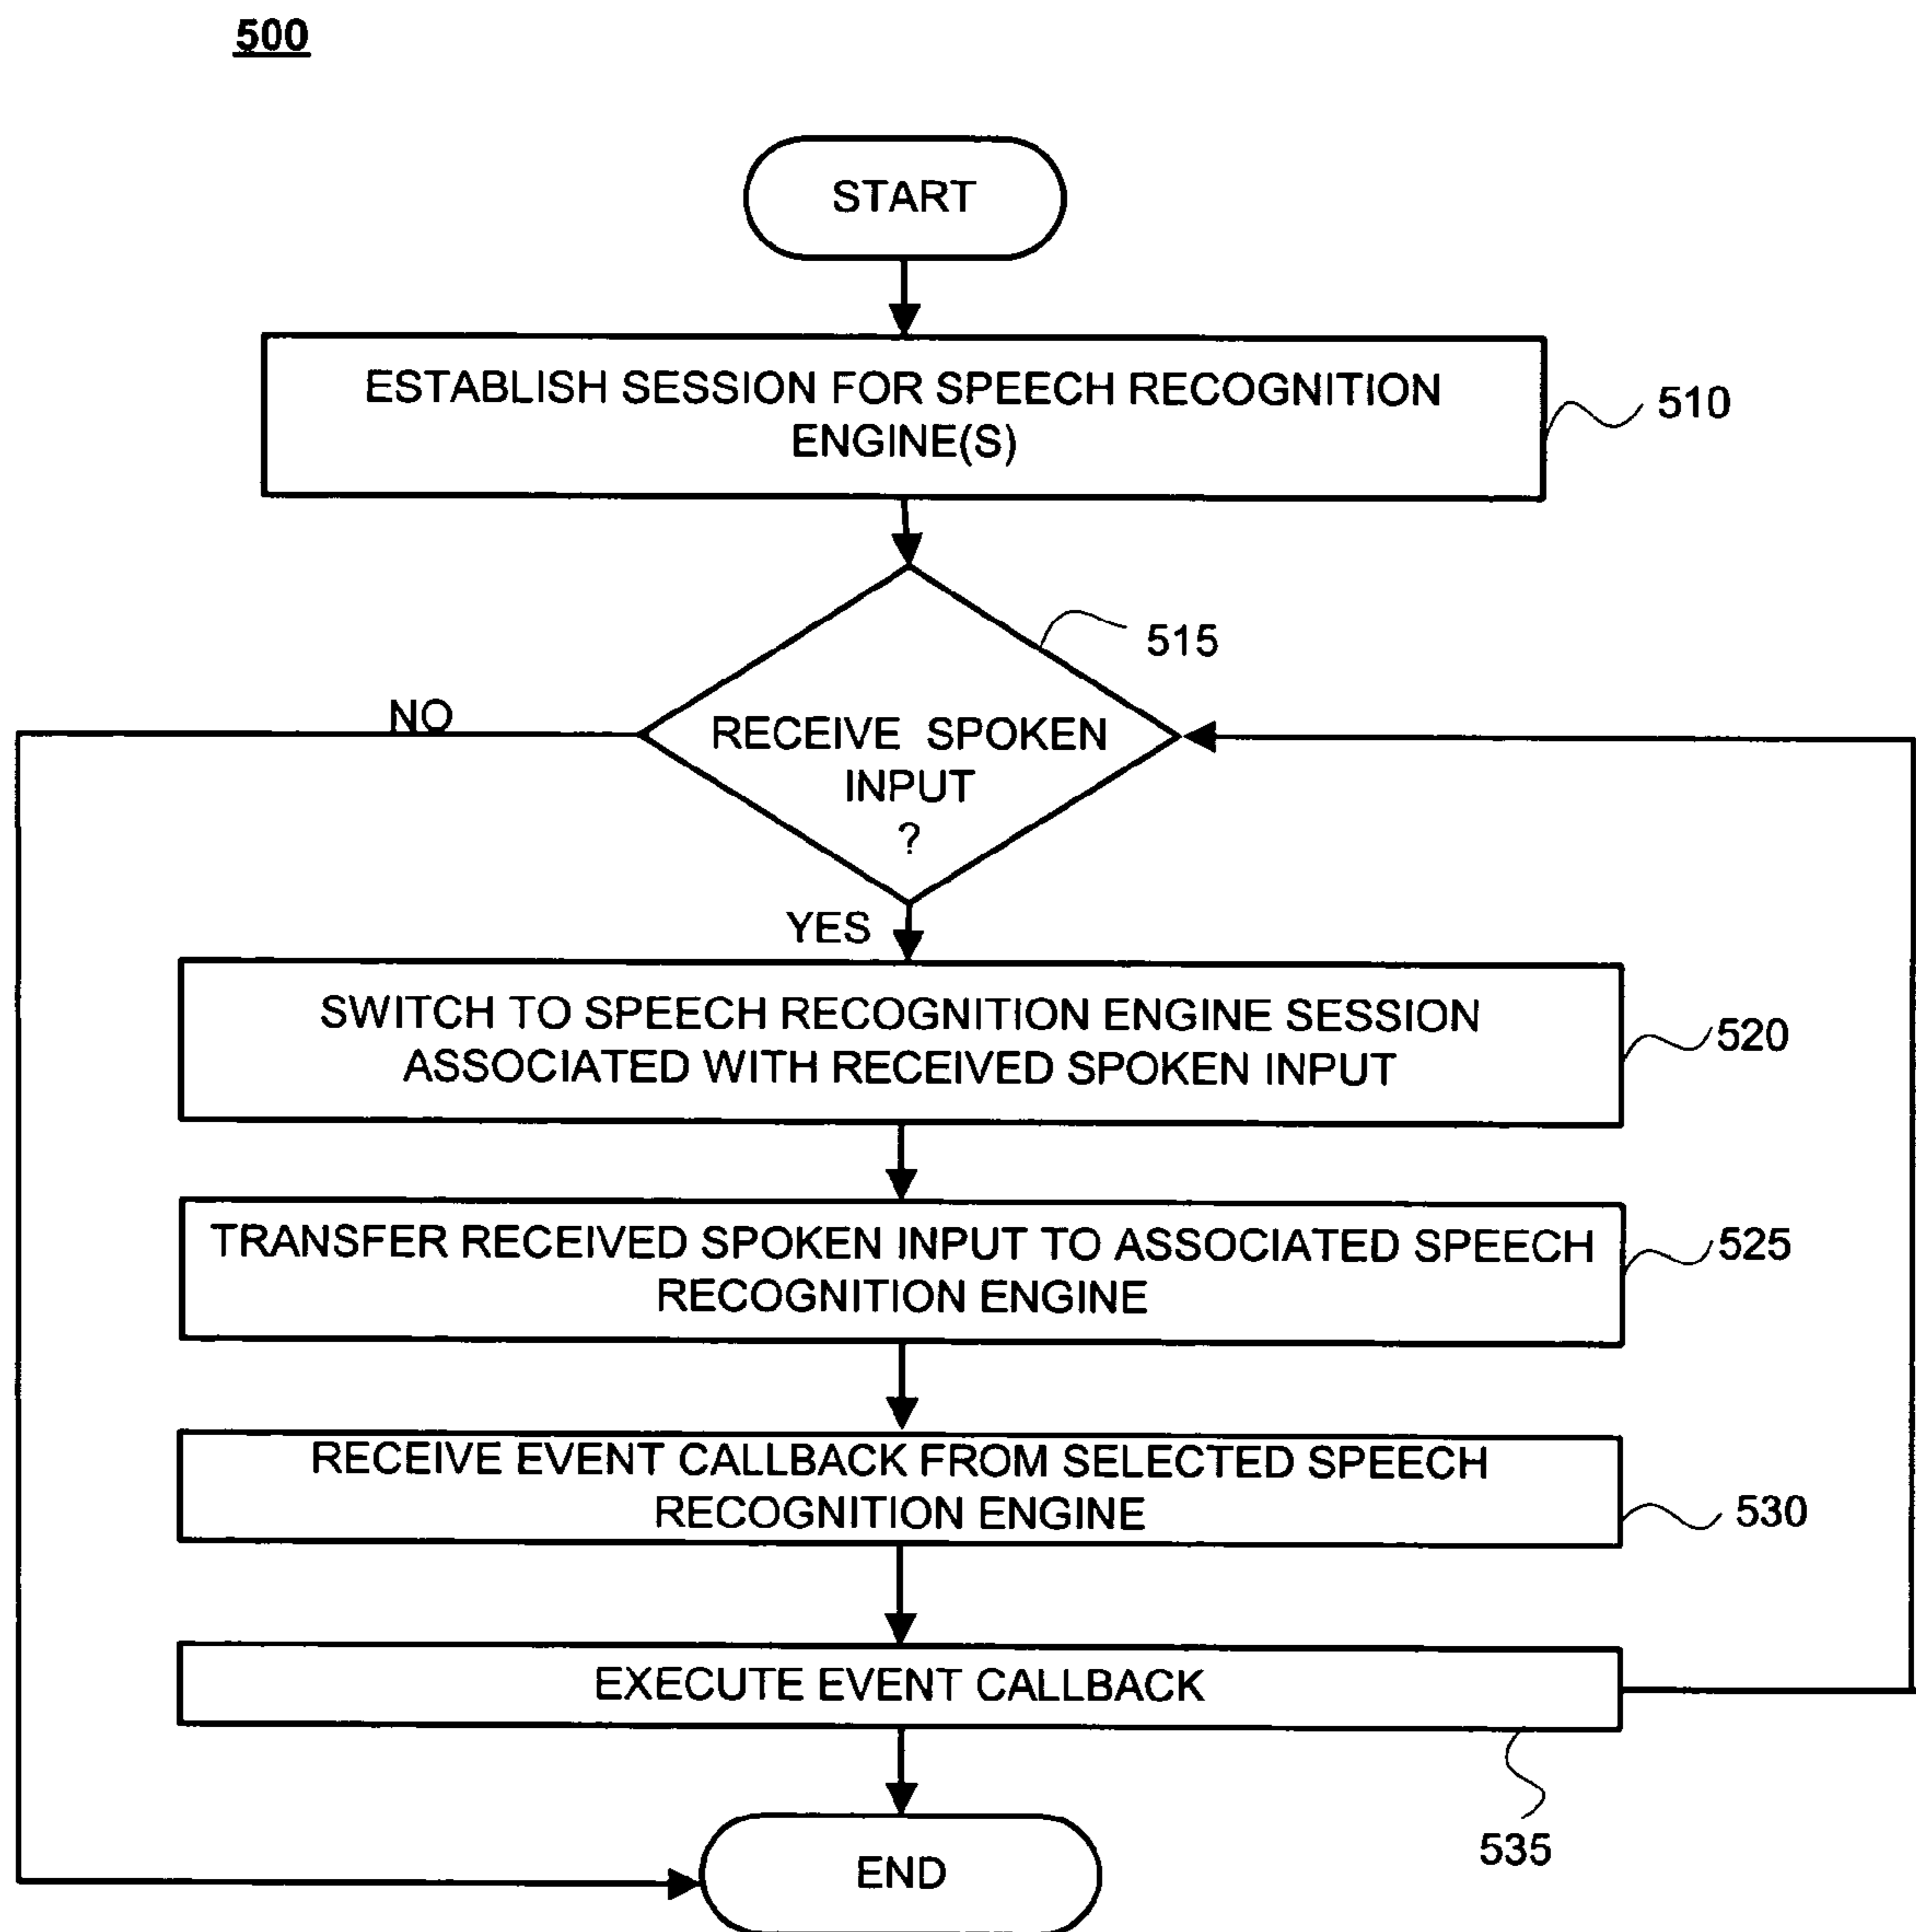 500
START
ESTABLISH SESSION FOR SPEECH RECOGNITION
ENGINE(S)
510
515
NO
RECEIVE SPOKEN
INPUT
?
YES
SWITCH TO SPEECH RECOGNITION ENGINE SESSION
ASSOCIATED WITH RECEIVED SPOKEN INPUT
520
TRANSFER RECEIVED SPOKEN INPUT TO ASSOCIATED SPEECH
RECOGNITION ENGINE
525
RECEIVE EVENT CALLBACK FROM SELECTED SPEECH
RECOGNITION ENGINE
530
EXECUTE EVENT CALLBACK
535
END